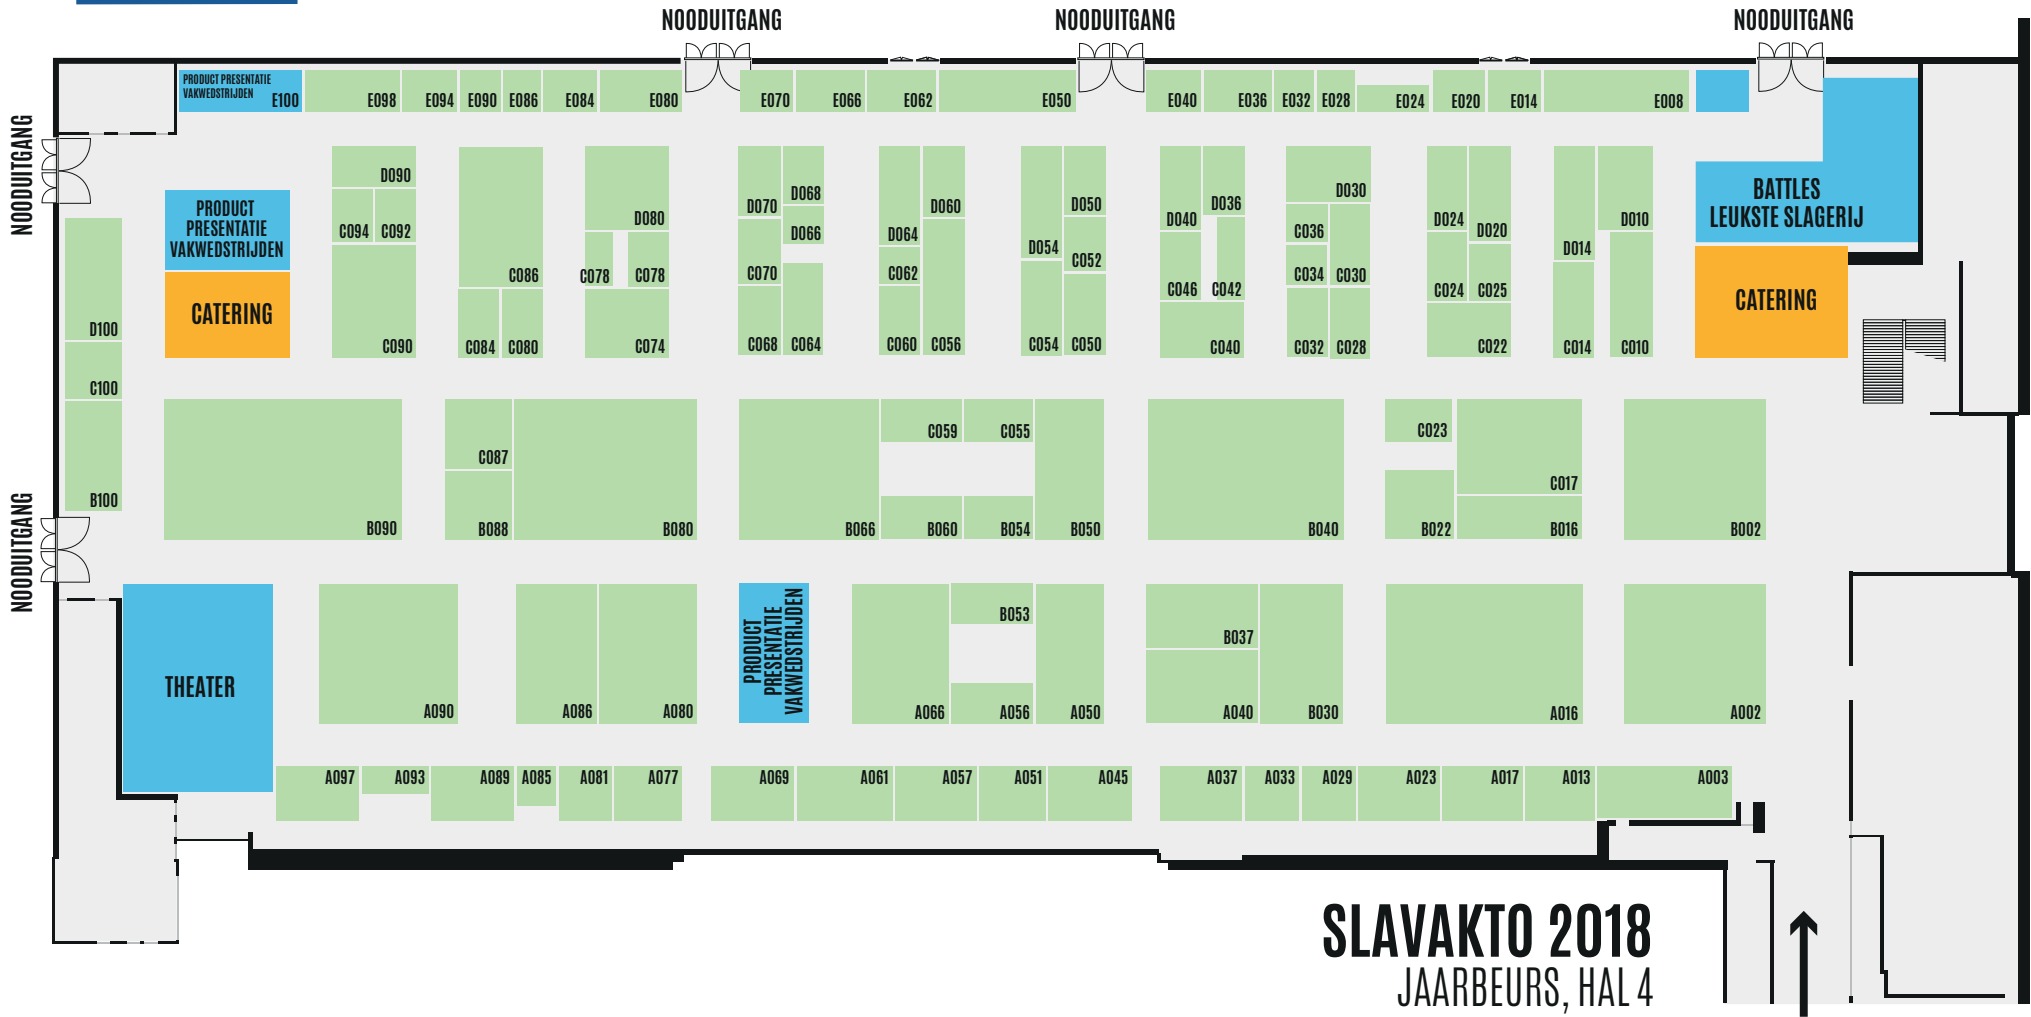 NOODUITGANG
NOODUITGANG
NOODUITGANG
PRODUCT PRESENTATIE
VAKWEDSTRIJDEN
E100
E098
E094
E090
E086
E084
E080
E070
E066
E062
E050
E040
E036
E032
E028
E024
E020
E014
E008
NOODUITGANG
PRODUCT
PRESENTATIE
VAKWEDSTRIJDEN
CATERING
D100
C100
B100
D090
C094
C092
C090
C086
C084
C080
D080
C078
C078
C074
D070
D068
D066
C070
C068
C064
D064
D060
C062
C060
C056
D054
D050
C052
C054
C050
D040
D036
C046
C042
C040
D030
C036
C034
C030
C032
C028
D024
D020
C024
C025
C022
D014
D010
C014
C010
BATTLES
LEUKSTE SLAGERIJ
CATERING
NOODUITGANG
B090
C087
B088
B080
B066
C059
C055
B060
B054
B050
B040
C023
B022
C017
B016
B002
THEATER
A090
A086
A080
PRODUCT
PRESENTATIE
VAKWEDSTRIJDEN
A066
B053
A056
A050
B037
A040
B030
A016
A002
A097
A093
A089
A085
A081
A077
A069
A061
A057
A051
A045
A037
A033
A029
A023
A017
A013
A003
SLAVAKTO 2018
JAARBEURS, HAL 4